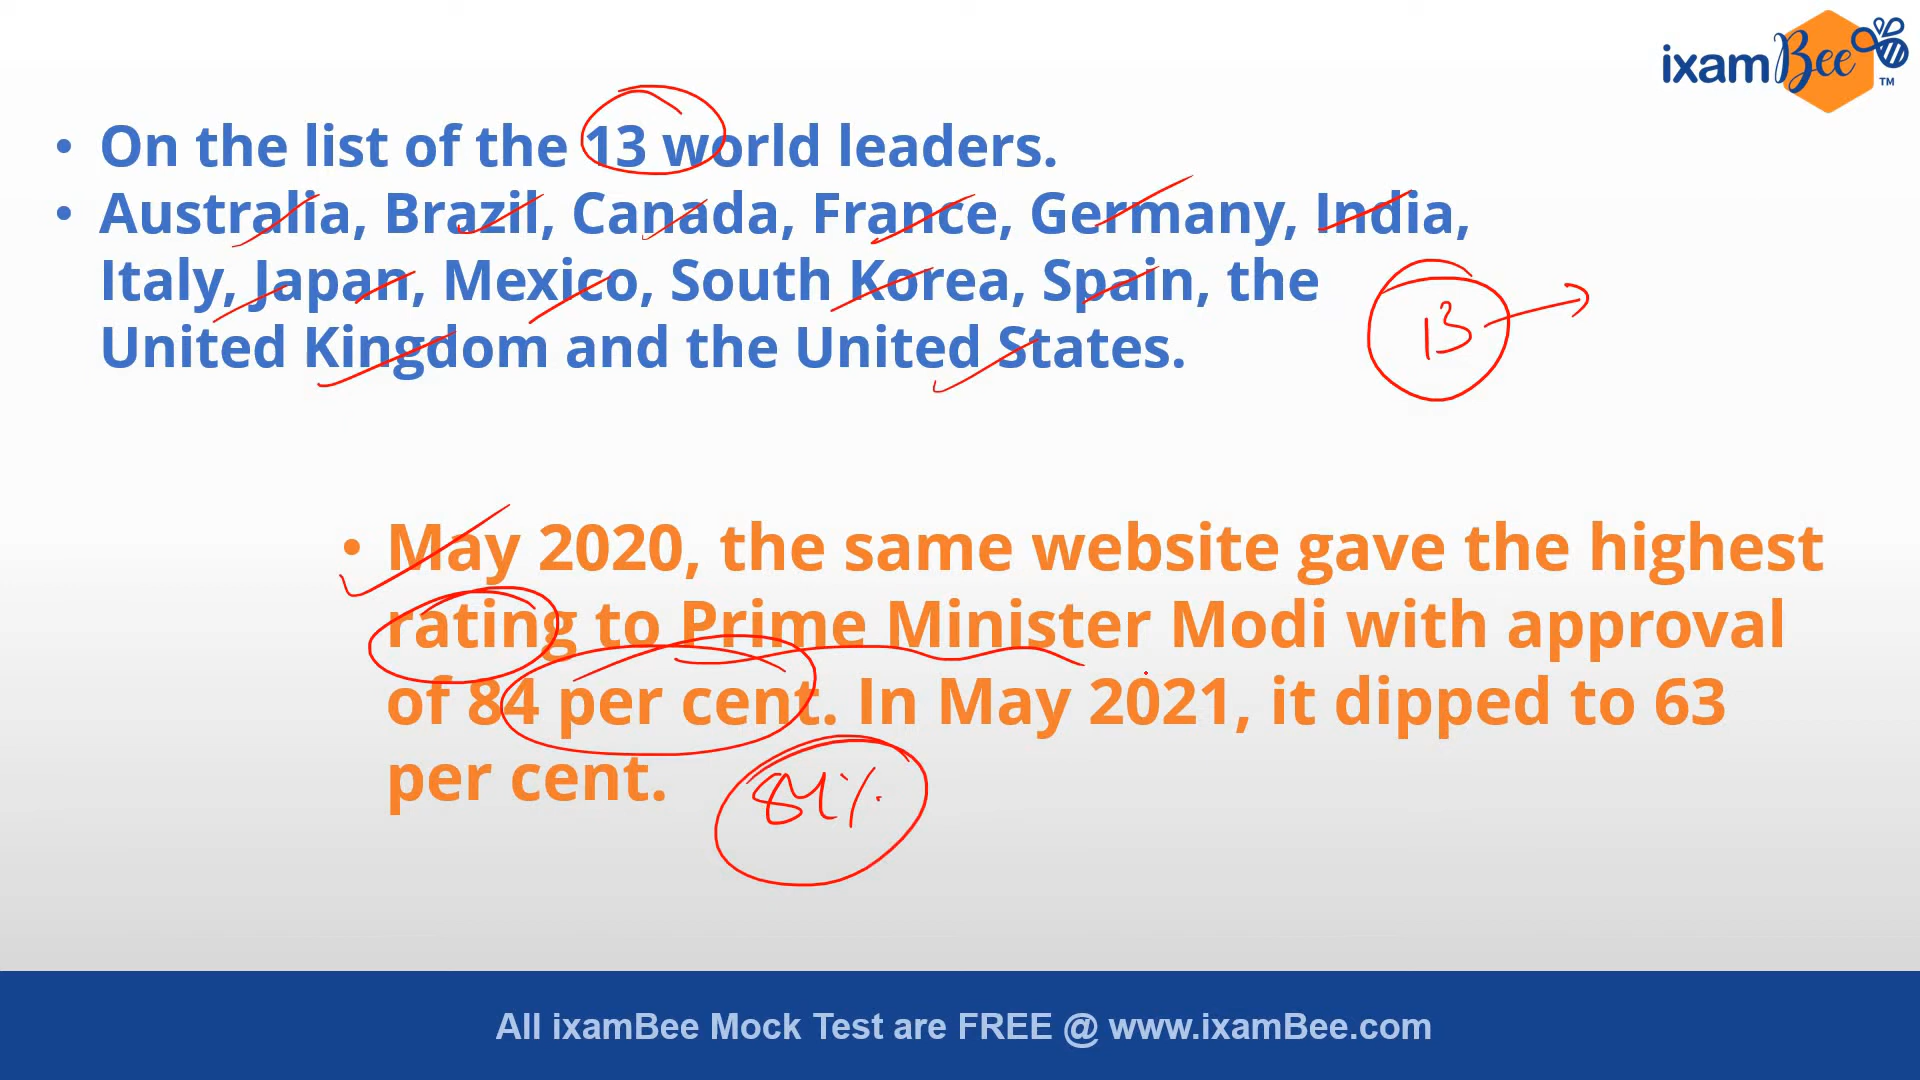 ixamBee™
• On the list of the 13 world leaders.
• Australia, Brazil, Canada, France, Germany, India,
Italy, Japan, Mexico, South Korea, Spain, the
United Kingdom and the United States.
13
• May 2020, the same website gave the highest
rating to Prime Minister Modi with approval
of 84 per cent. In May 2021, it dipped to 63
per cent.
84%
All ixamBee Mock Test are FREE @ www.ixamBee.com